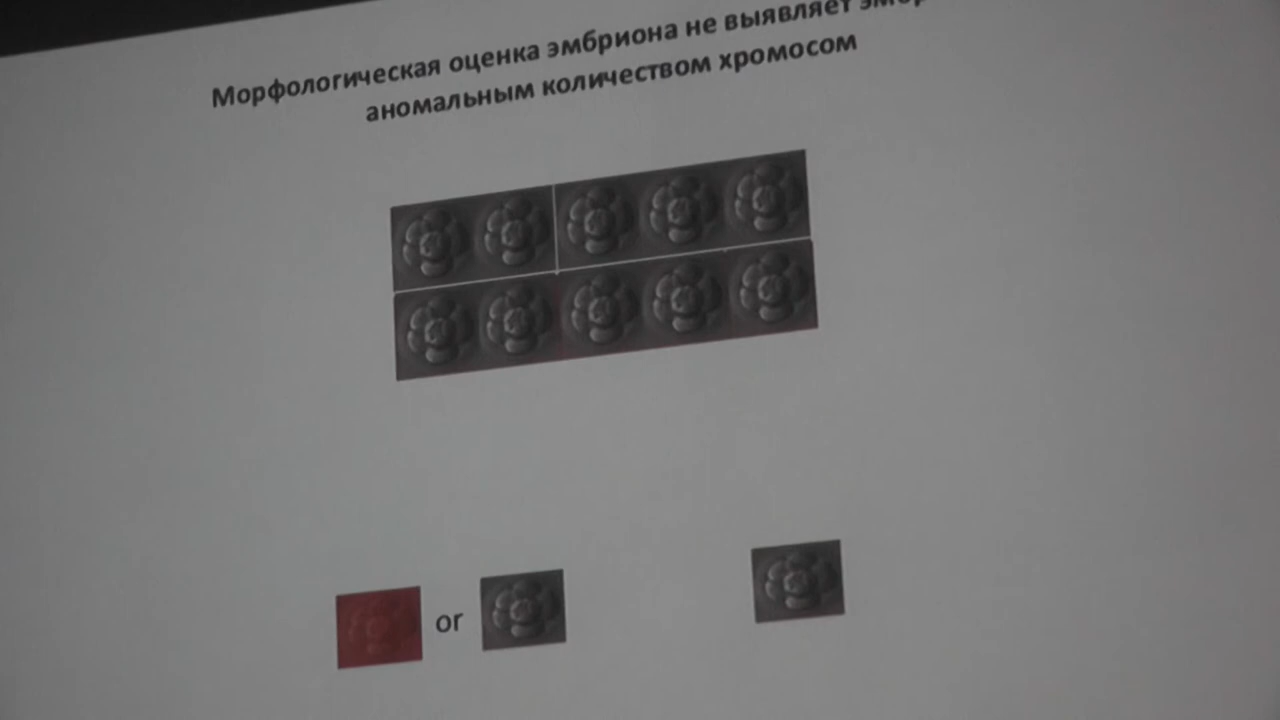 Морфологическая оценка эмбриона не выявляет
аномальным количеством хромосом
or